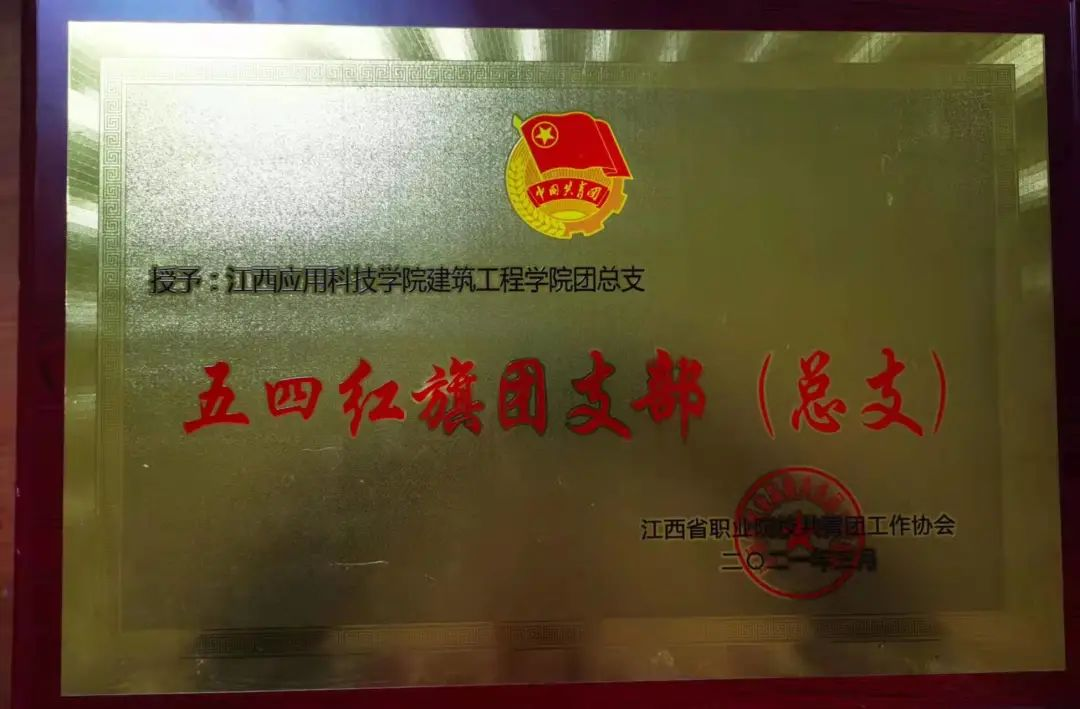 中国共青团
授予：江西应用科技学院建筑工程学院团总支
五四红旗团支部（总支）
江西省职业院校共青团工作协会
二〇二一年三月